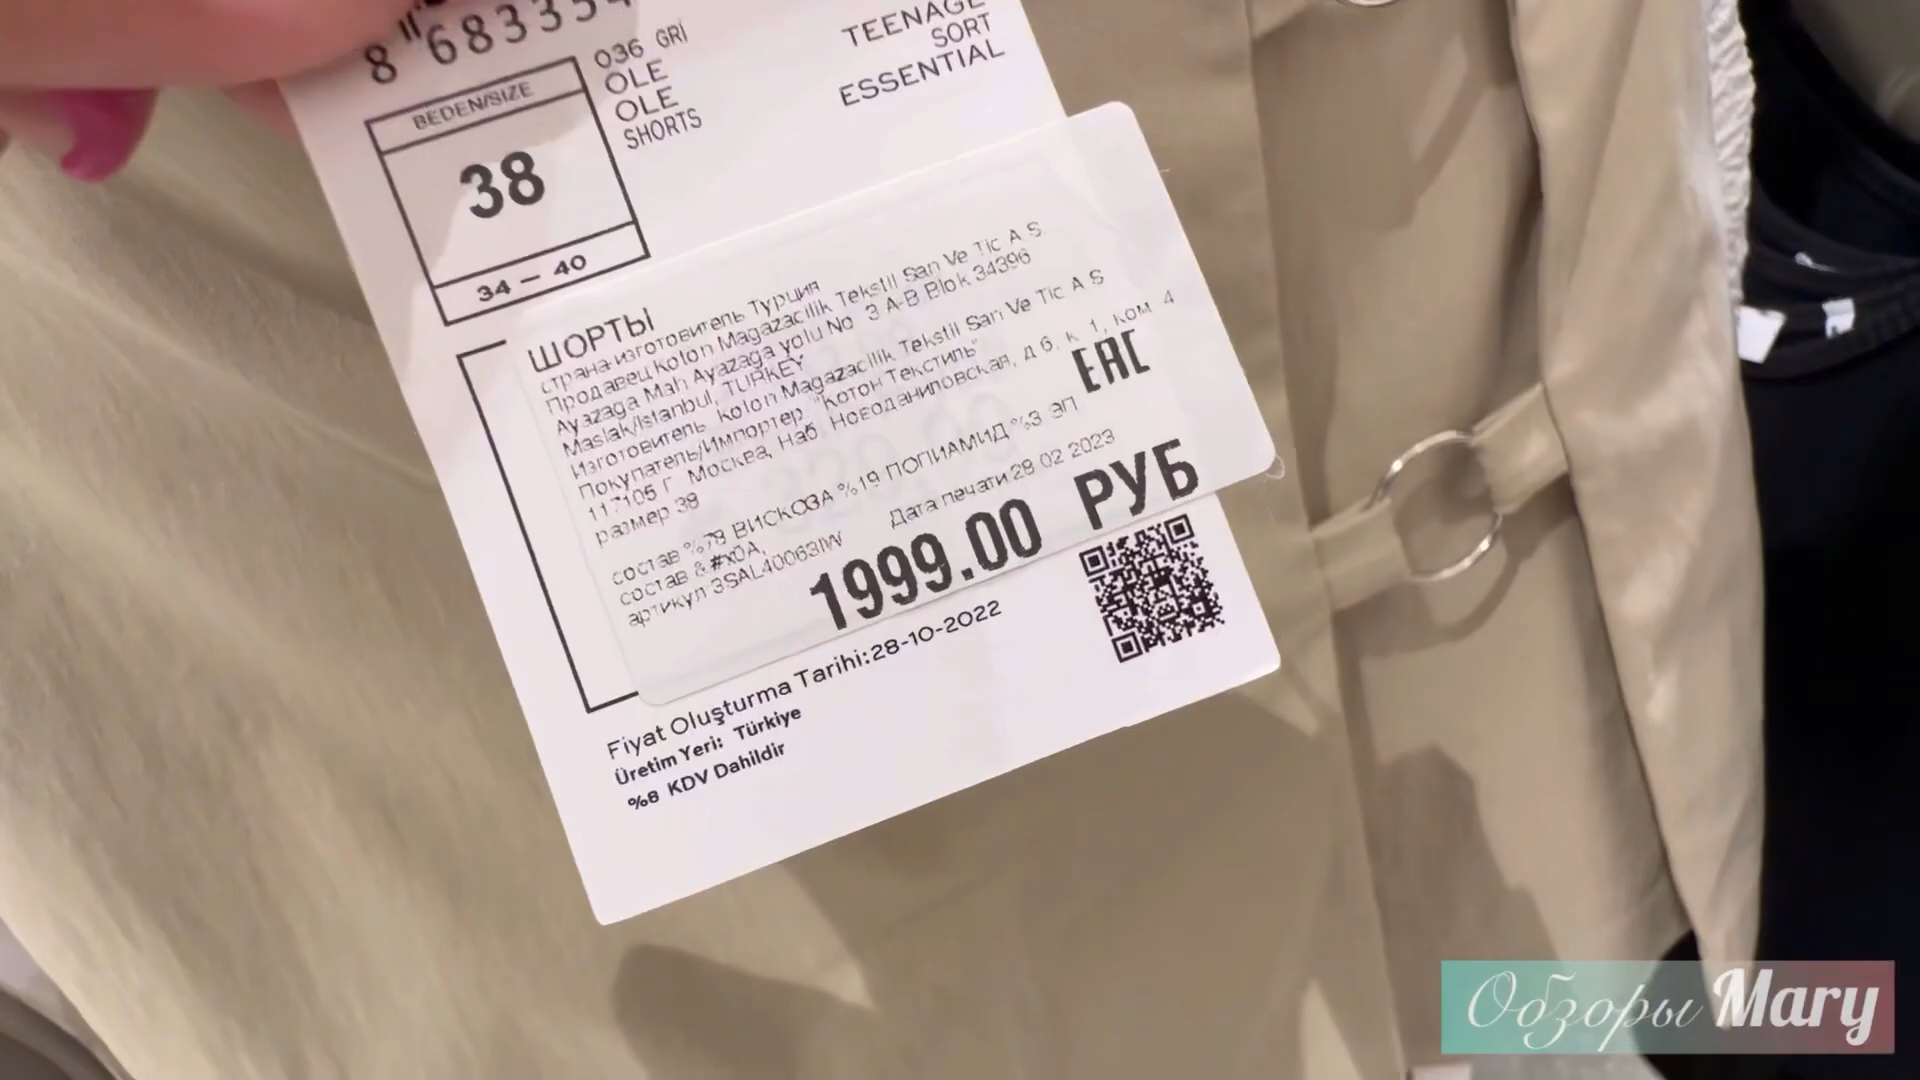 8 683354
BEDEN/SIZE
38
34 – 40
036 GRİ
OLE
OLE
SHORTS
TEENAGE
SORT
ESSENTIAL
ШОРТЫ
страна-изготовитель Турция
Продавец Koton Magazacilik Tekstil San Ve Tic A S.
Ayazaga Mah Ayazaga yolu No 3 A-B Blok 34396
Maslak/Istanbul, TURKEY
Изготовитель Koton Magazacilik Tekstil San Ve Tic A S
Покупатель/Импортер "Котон Текстиль"
117105 Г. Москва, Наб. Новоданиловская, д 6, к 1, ком 4
размер 38
EAC
состав %78 ВИСКОЗА %19 ПОЛИАМИД %3 ЭЛ
состав &#x0A,
Дата печати:28 02 2023
артикул 3SAL40063IW
1999.00 РУБ
Fiyat Oluşturma Tarihi:28-10-2022
Üretim Yeri: Türkiye
%8 KDV Dahildir
Обзоры Mary